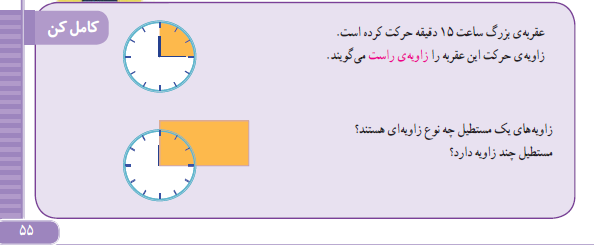 کامل کن
عقربه‌ی بزرگ ساعت ۱۵ دقیقه حرکت کرده است.
زاویه‌ی حرکت این عقربه را زاویه‌ی راست می‌گویند.
زاویه‌های یک مستطیل چه نوع زاویه‌ای هستند؟
مستطیل چند زاویه دارد؟
۵۵